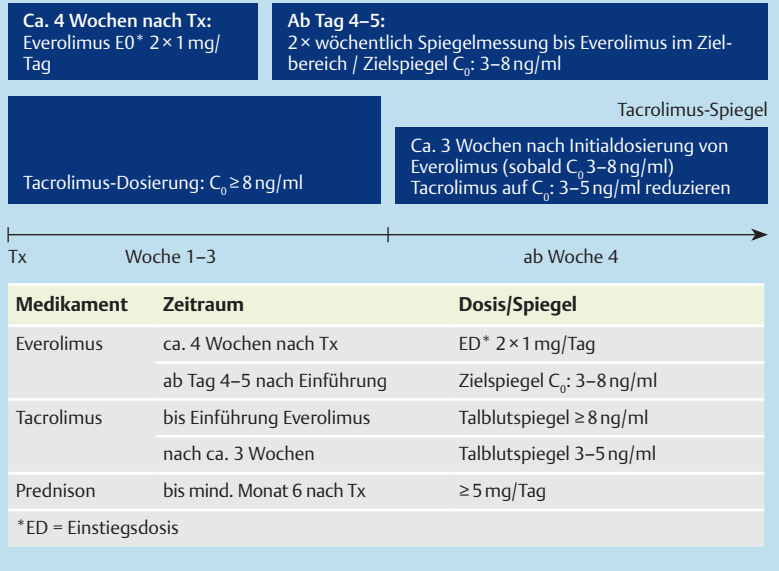 Ca. 4 Wochen nach Tx:
Everolimus E0* 2×1 mg/
Tag
Ab Tag 4–5:
2× wöchentlich Spiegelmessung bis Everolimus im Ziel-
bereich / Zielspiegel C₀: 3–8 ng/ml
Tacrolimus-Spiegel
Tacrolimus-Dosierung: C₀ ≥ 8 ng/ml
Ca. 3 Wochen nach Initialdosierung von
Everolimus (sobald C₀ 3–8 ng/ml)
Tacrolimus auf C₀: 3–5 ng/ml reduzieren
Tx Woche 1–3 ab Woche 4
Medikament Zeitraum Dosis/Spiegel
Everolimus ca. 4 Wochen nach Tx ED* 2×1 mg/Tag
ab Tag 4–5 nach Einführung Zielspiegel C₀: 3–8 ng/ml
Tacrolimus bis Einführung Everolimus Talblutspiegel ≥ 8 ng/ml
nach ca. 3 Wochen Talblutspiegel 3–5 ng/ml
Prednison bis mind. Monat 6 nach Tx ≥ 5 mg/Tag
*ED = Einstiegsdosis